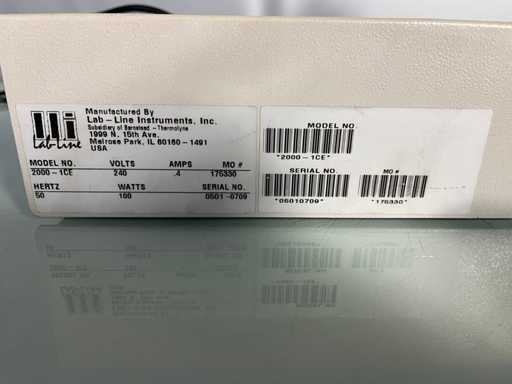 Lab-Line
Manufactured By
Lab-Line Instruments, Inc.
Subsidiary of Barnstead-Thermolyne
1999 N. 15th Ave.
Melrose Park, IL 60160-1491
USA
MODEL NO. VOLTS AMPS MO #
2000-1CE 240 .4 175330
HERTZ WATTS SERIAL NO.
50 100 0501-0709
MODEL NO.
*2000-1CE*
SERIAL NO. MO #
*05010709* *175330*